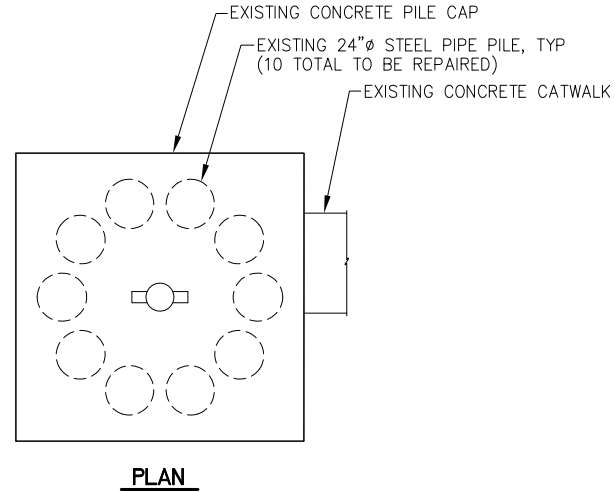 EXISTING CONCRETE PILE CAP
EXISTING 24"ø STEEL PIPE PILE, TYP
(10 TOTAL TO BE REPAIRED)
EXISTING CONCRETE CATWALK
PLAN